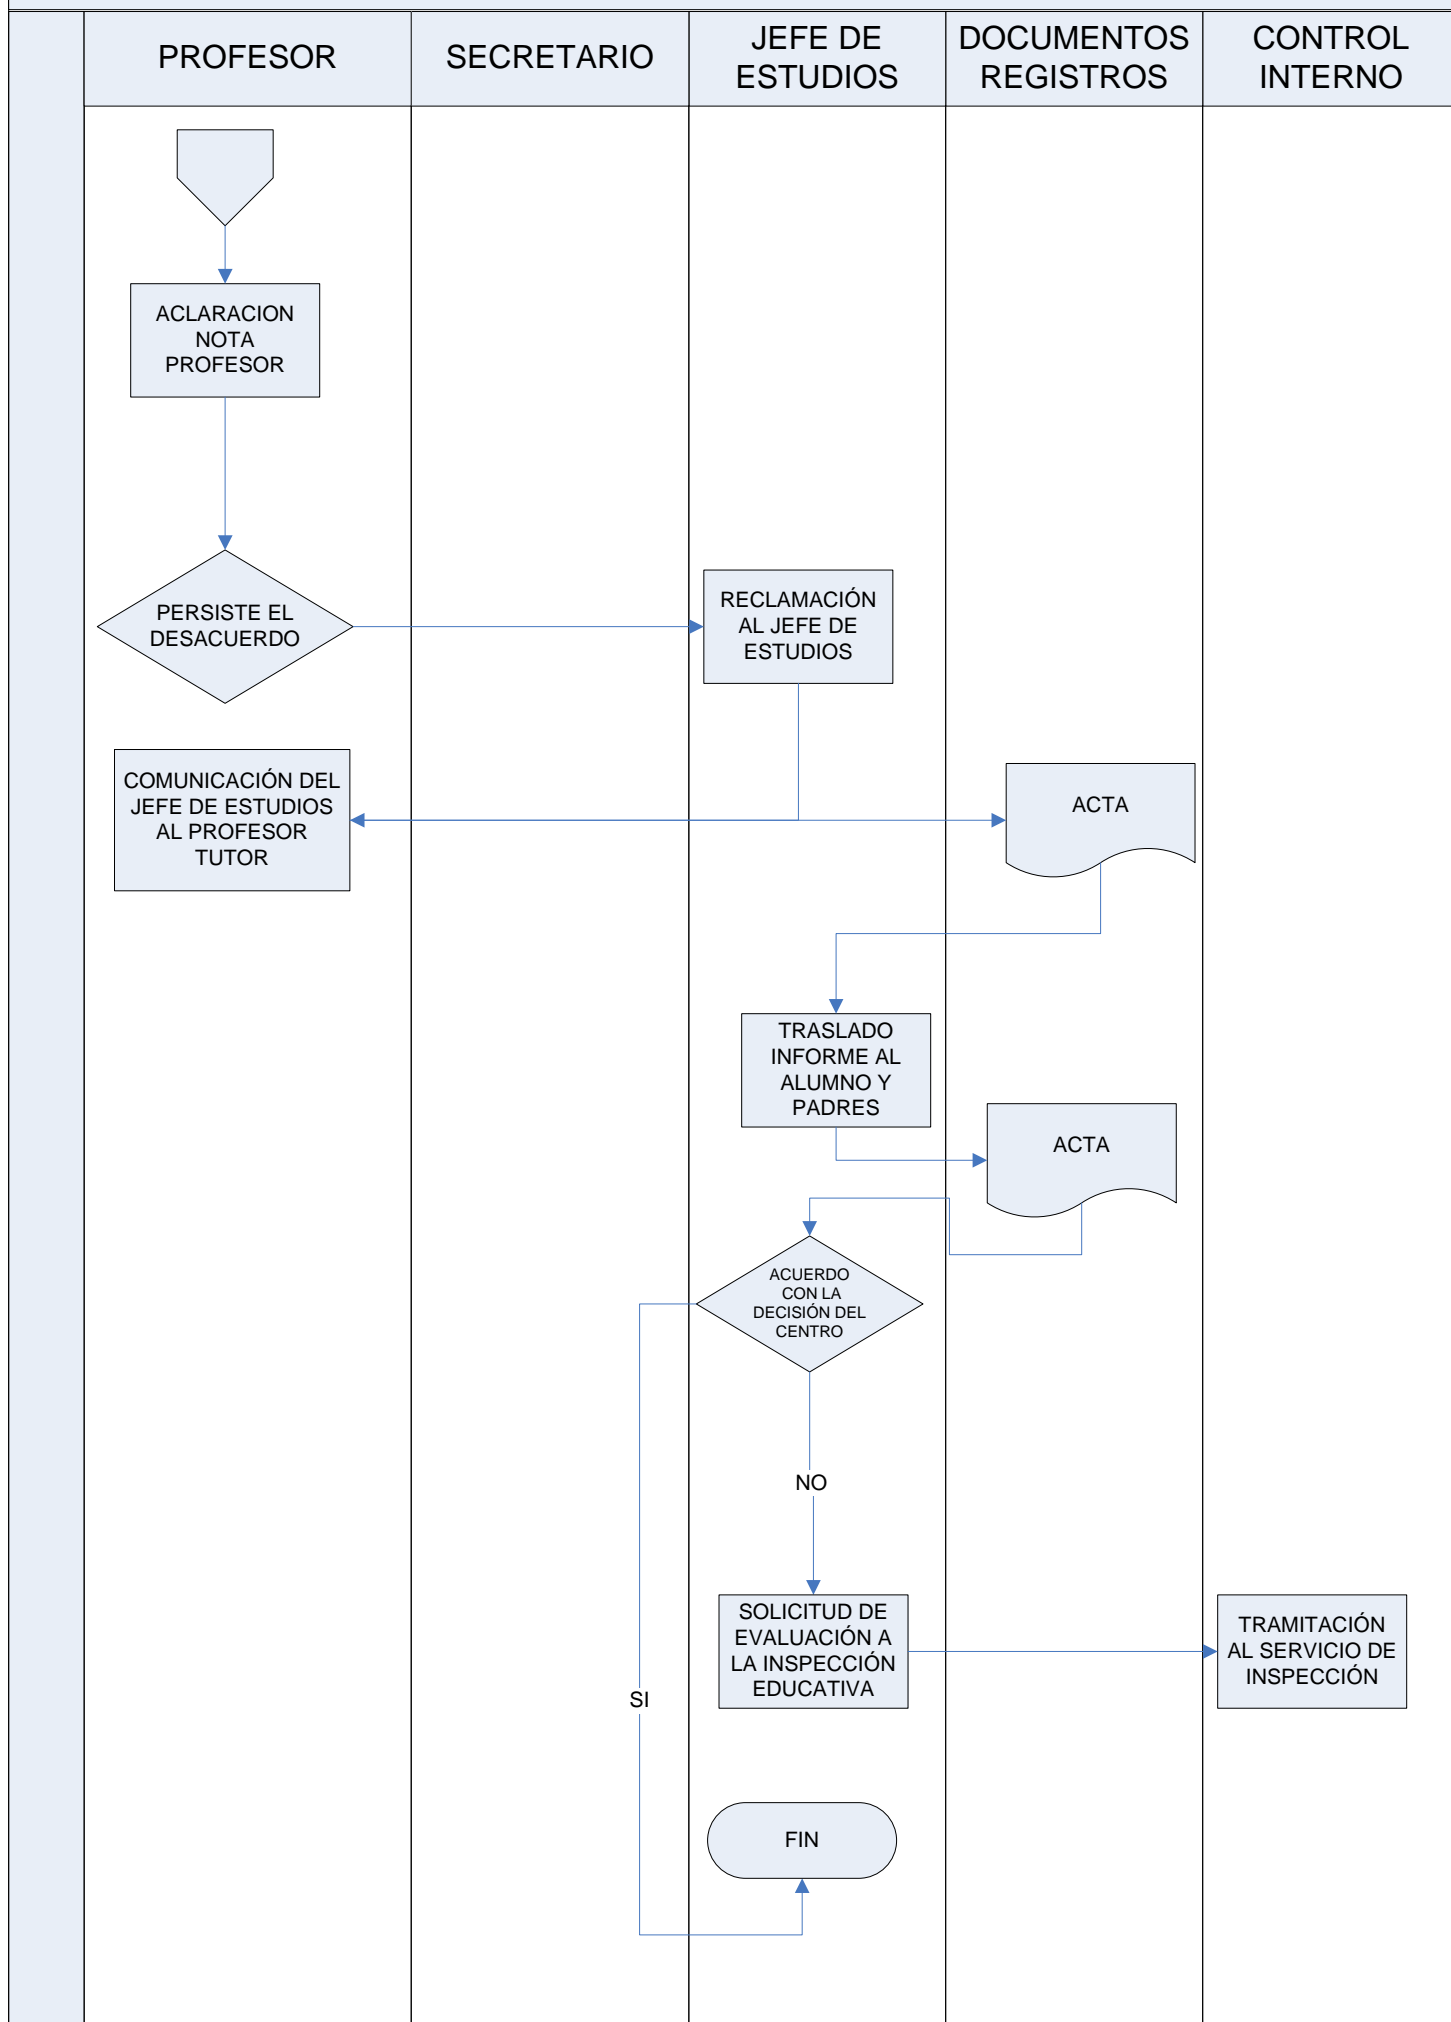 PROFESOR
SECRETARIO
JEFE DE
ESTUDIOS
DOCUMENTOS
REGISTROS
CONTROL
INTERNO
ACLARACION
NOTA
PROFESOR
PERSISTE EL
DESACUERDO
RECLAMACIÓN
AL JEFE DE
ESTUDIOS
COMUNICACIÓN DEL
JEFE DE ESTUDIOS
AL PROFESOR
TUTOR
ACTA
TRASLADO
INFORME AL
ALUMNO Y
PADRES
ACTA
ACUERDO
CON LA
DECISIÓN DEL
CENTRO
NO
SOLICITUD DE
EVALUACIÓN A
LA INSPECCIÓN
EDUCATIVA
TRAMITACIÓN
AL SERVICIO DE
INSPECCIÓN
SI
FIN